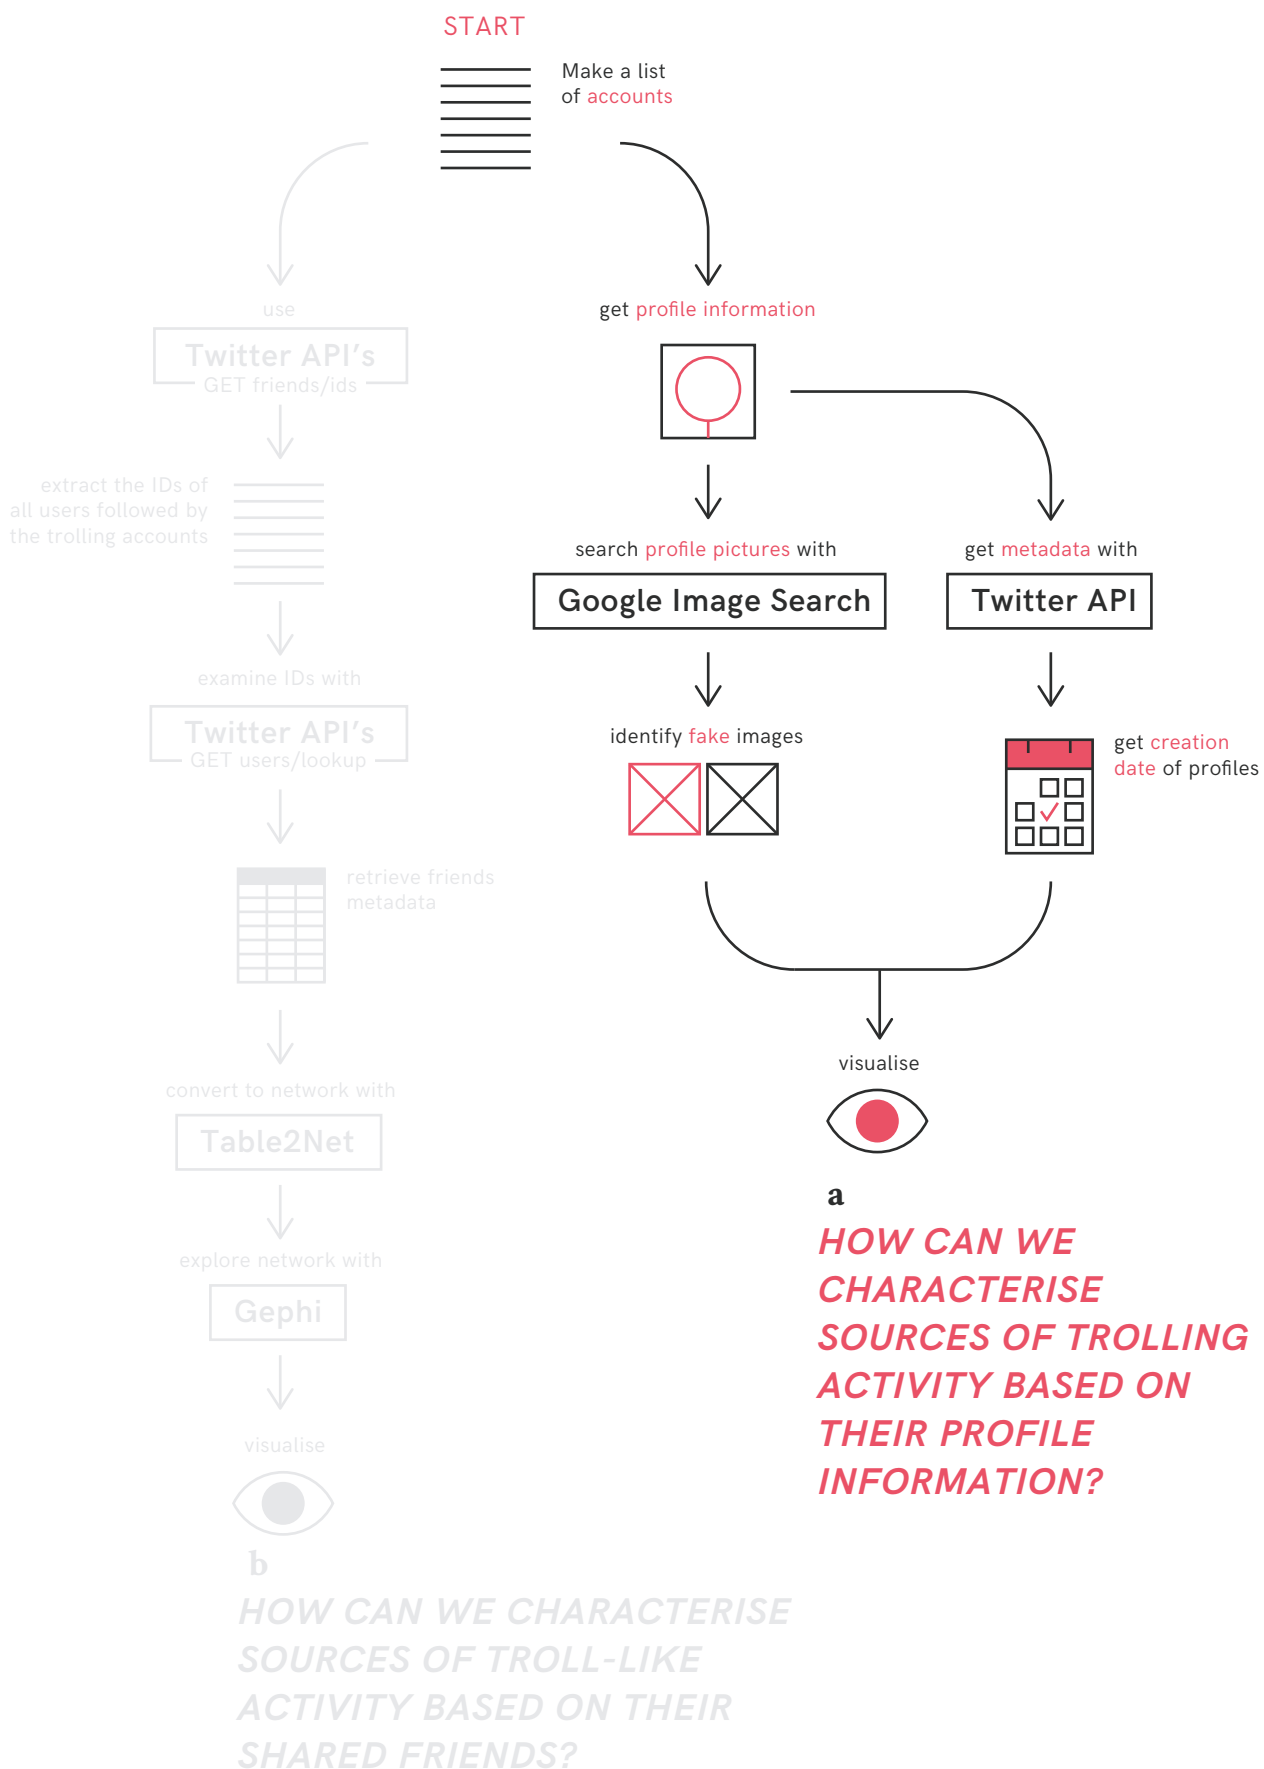 START
Make a list
of accounts
use
Twitter API's
GET friends/ids
extract the IDs of
all users followed by
the trolling accounts
examine IDs with
Twitter API's
GET users/lookup
retrieve friends
metadata
convert to network with
Table2Net
explore network with
Gephi
visualise
b
HOW CAN WE CHARACTERISE
SOURCES OF TROLL-LIKE
ACTIVITY BASED ON THEIR
SHARED FRIENDS?
get profile information
search profile pictures with
Google Image Search
identify fake images
get metadata with
Twitter API
get creation
date of profiles
visualise
a
HOW CAN WE
CHARACTERISE
SOURCES OF TROLLING
ACTIVITY BASED ON
THEIR PROFILE
INFORMATION?